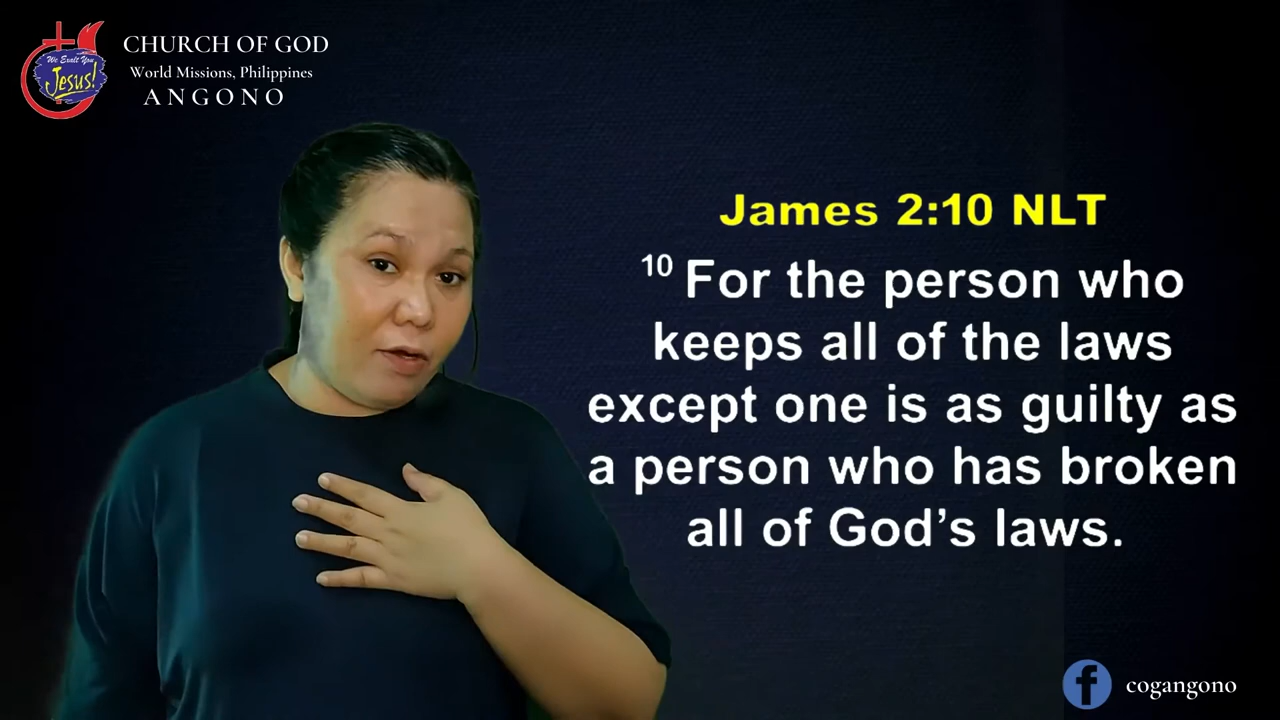 We Exalt You
Jesus!
CHURCH OF GOD
World Missions, Philippines
ANGONO
James 2:10 NLT
10 For the person who
keeps all of the laws
except one is as guilty as
a person who has broken
all of God’s laws.
f cogangono